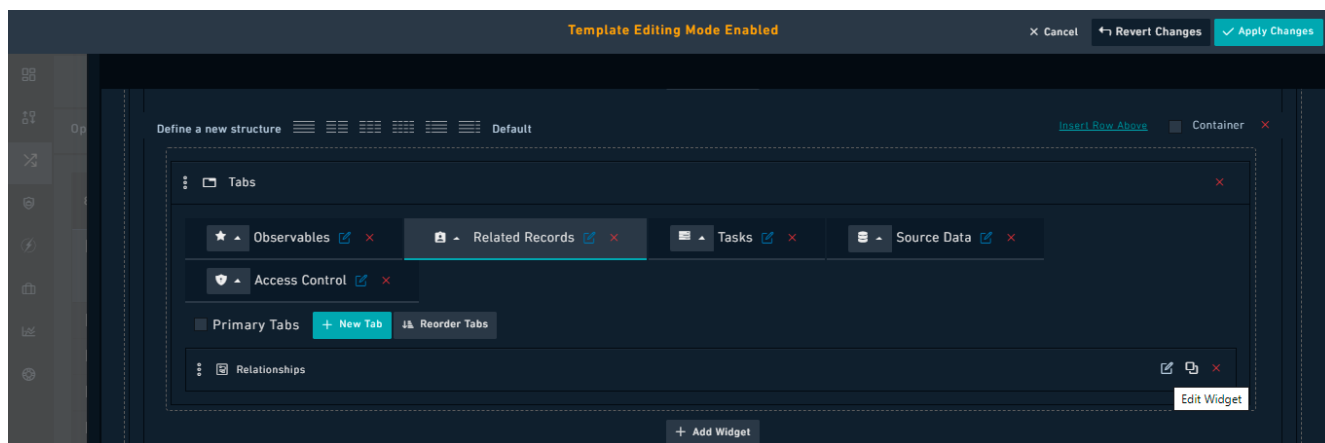 Template Editing Mode Enabled
Cancel
Revert Changes
Apply Changes
Op
Define a new structure
Default
Insert Row Above
Container
Tabs
Observables
Related Records
Tasks
Source Data
Access Control
Primary Tabs
+ New Tab
Reorder Tabs
Relationships
Edit Widget
+ Add Widget